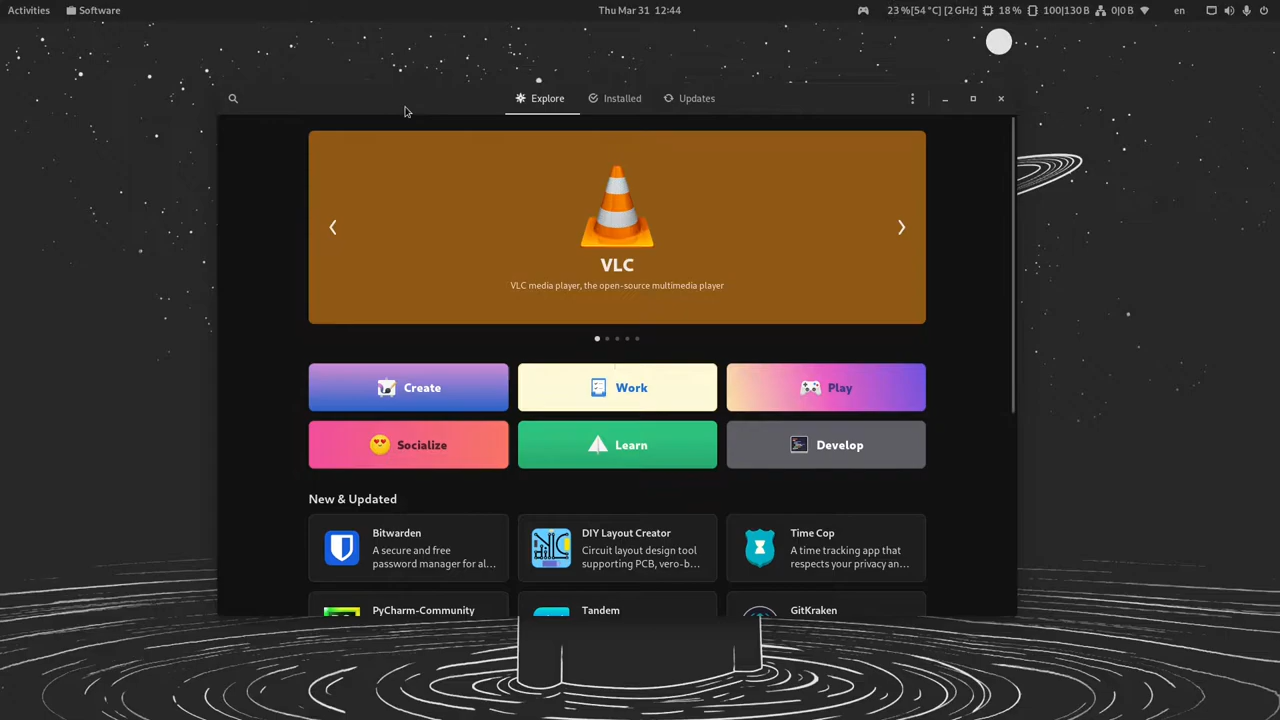 Activities
Software
Thu Mar 31 12:44
23 %[54 °C] [2 GHz] 18 % 100|130 B 0|0 B
en
Explore
Installed
Updates
VLC
VLC media player, the open-source multimedia player
Create
Work
Play
Socialize
Learn
Develop
New & Updated
Bitwarden
A secure and free
password manager for al...
DIY Layout Creator
Circuit layout design tool
supporting PCB, vero-b...
Time Cop
A time tracking app that
respects your privacy an...
PyCharm-Community
Tandem
GitKraken